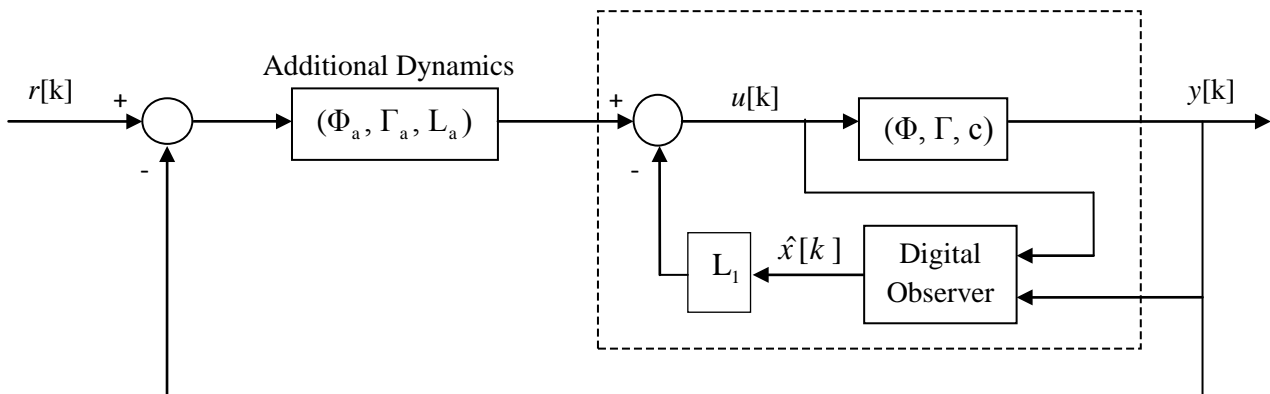 Additional Dynamics
r[k]
+
-
(Φₐ, Γₐ, Lₐ)
+
-
u[k]
(Φ, Γ, c)
y[k]
L₁
x̂[k]
Digital
Observer